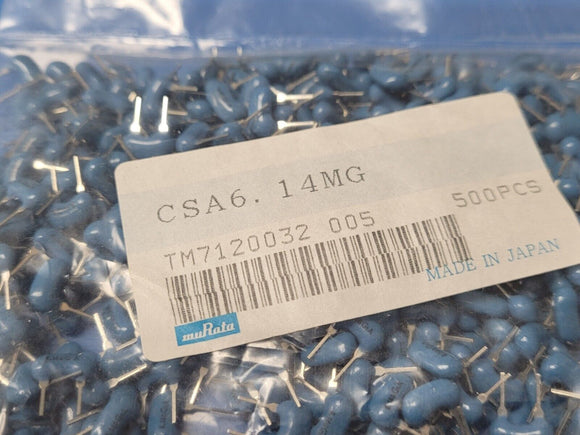 CSA6.14MG
TM7120032 005
500PCS
MADE IN JAPAN
muRata